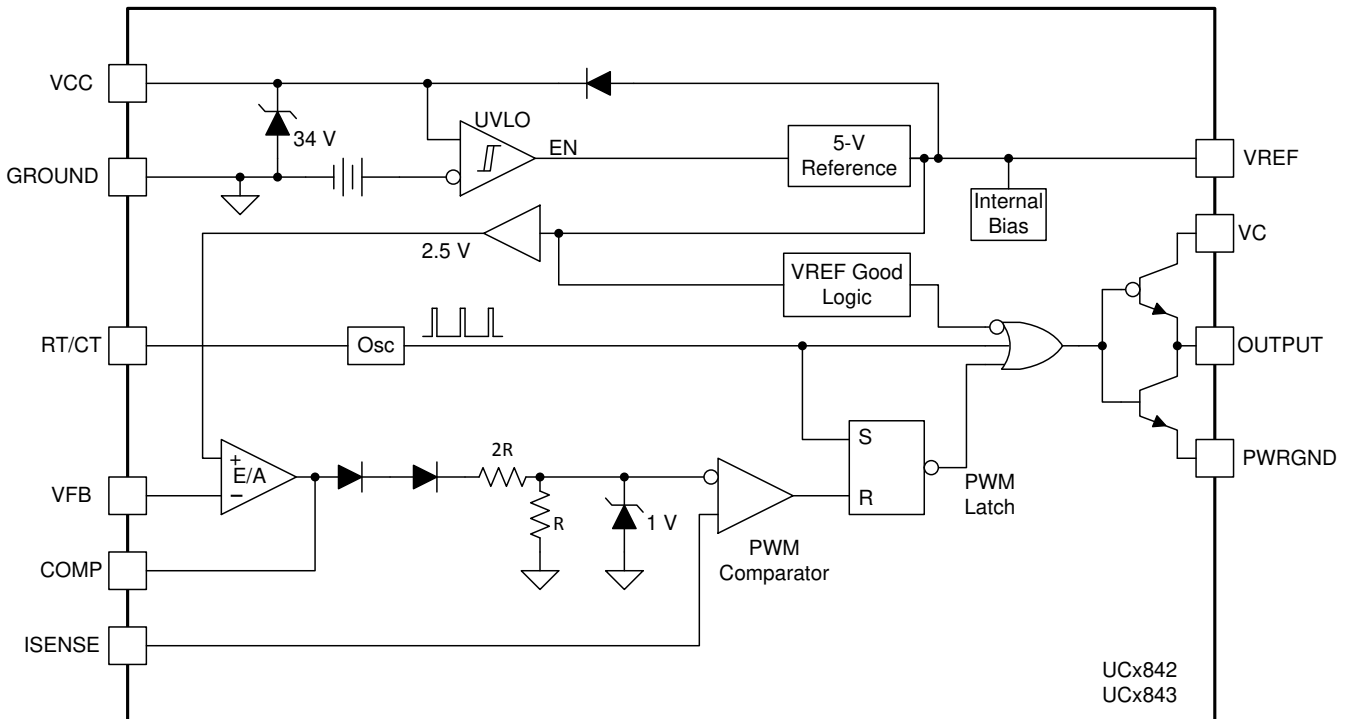 VCC
UVLO
34 V
EN
5-V
Reference
GROUND
VREF
Internal
Bias
VC
2.5 V
VREF Good
Logic
RT/CT
Osc
OUTPUT
S
2R
+
E/A
−
VFB
R
PWM
Latch
PWRGND
R
1 V
PWM
Comparator
COMP
ISENSE
UCx842
UCx843